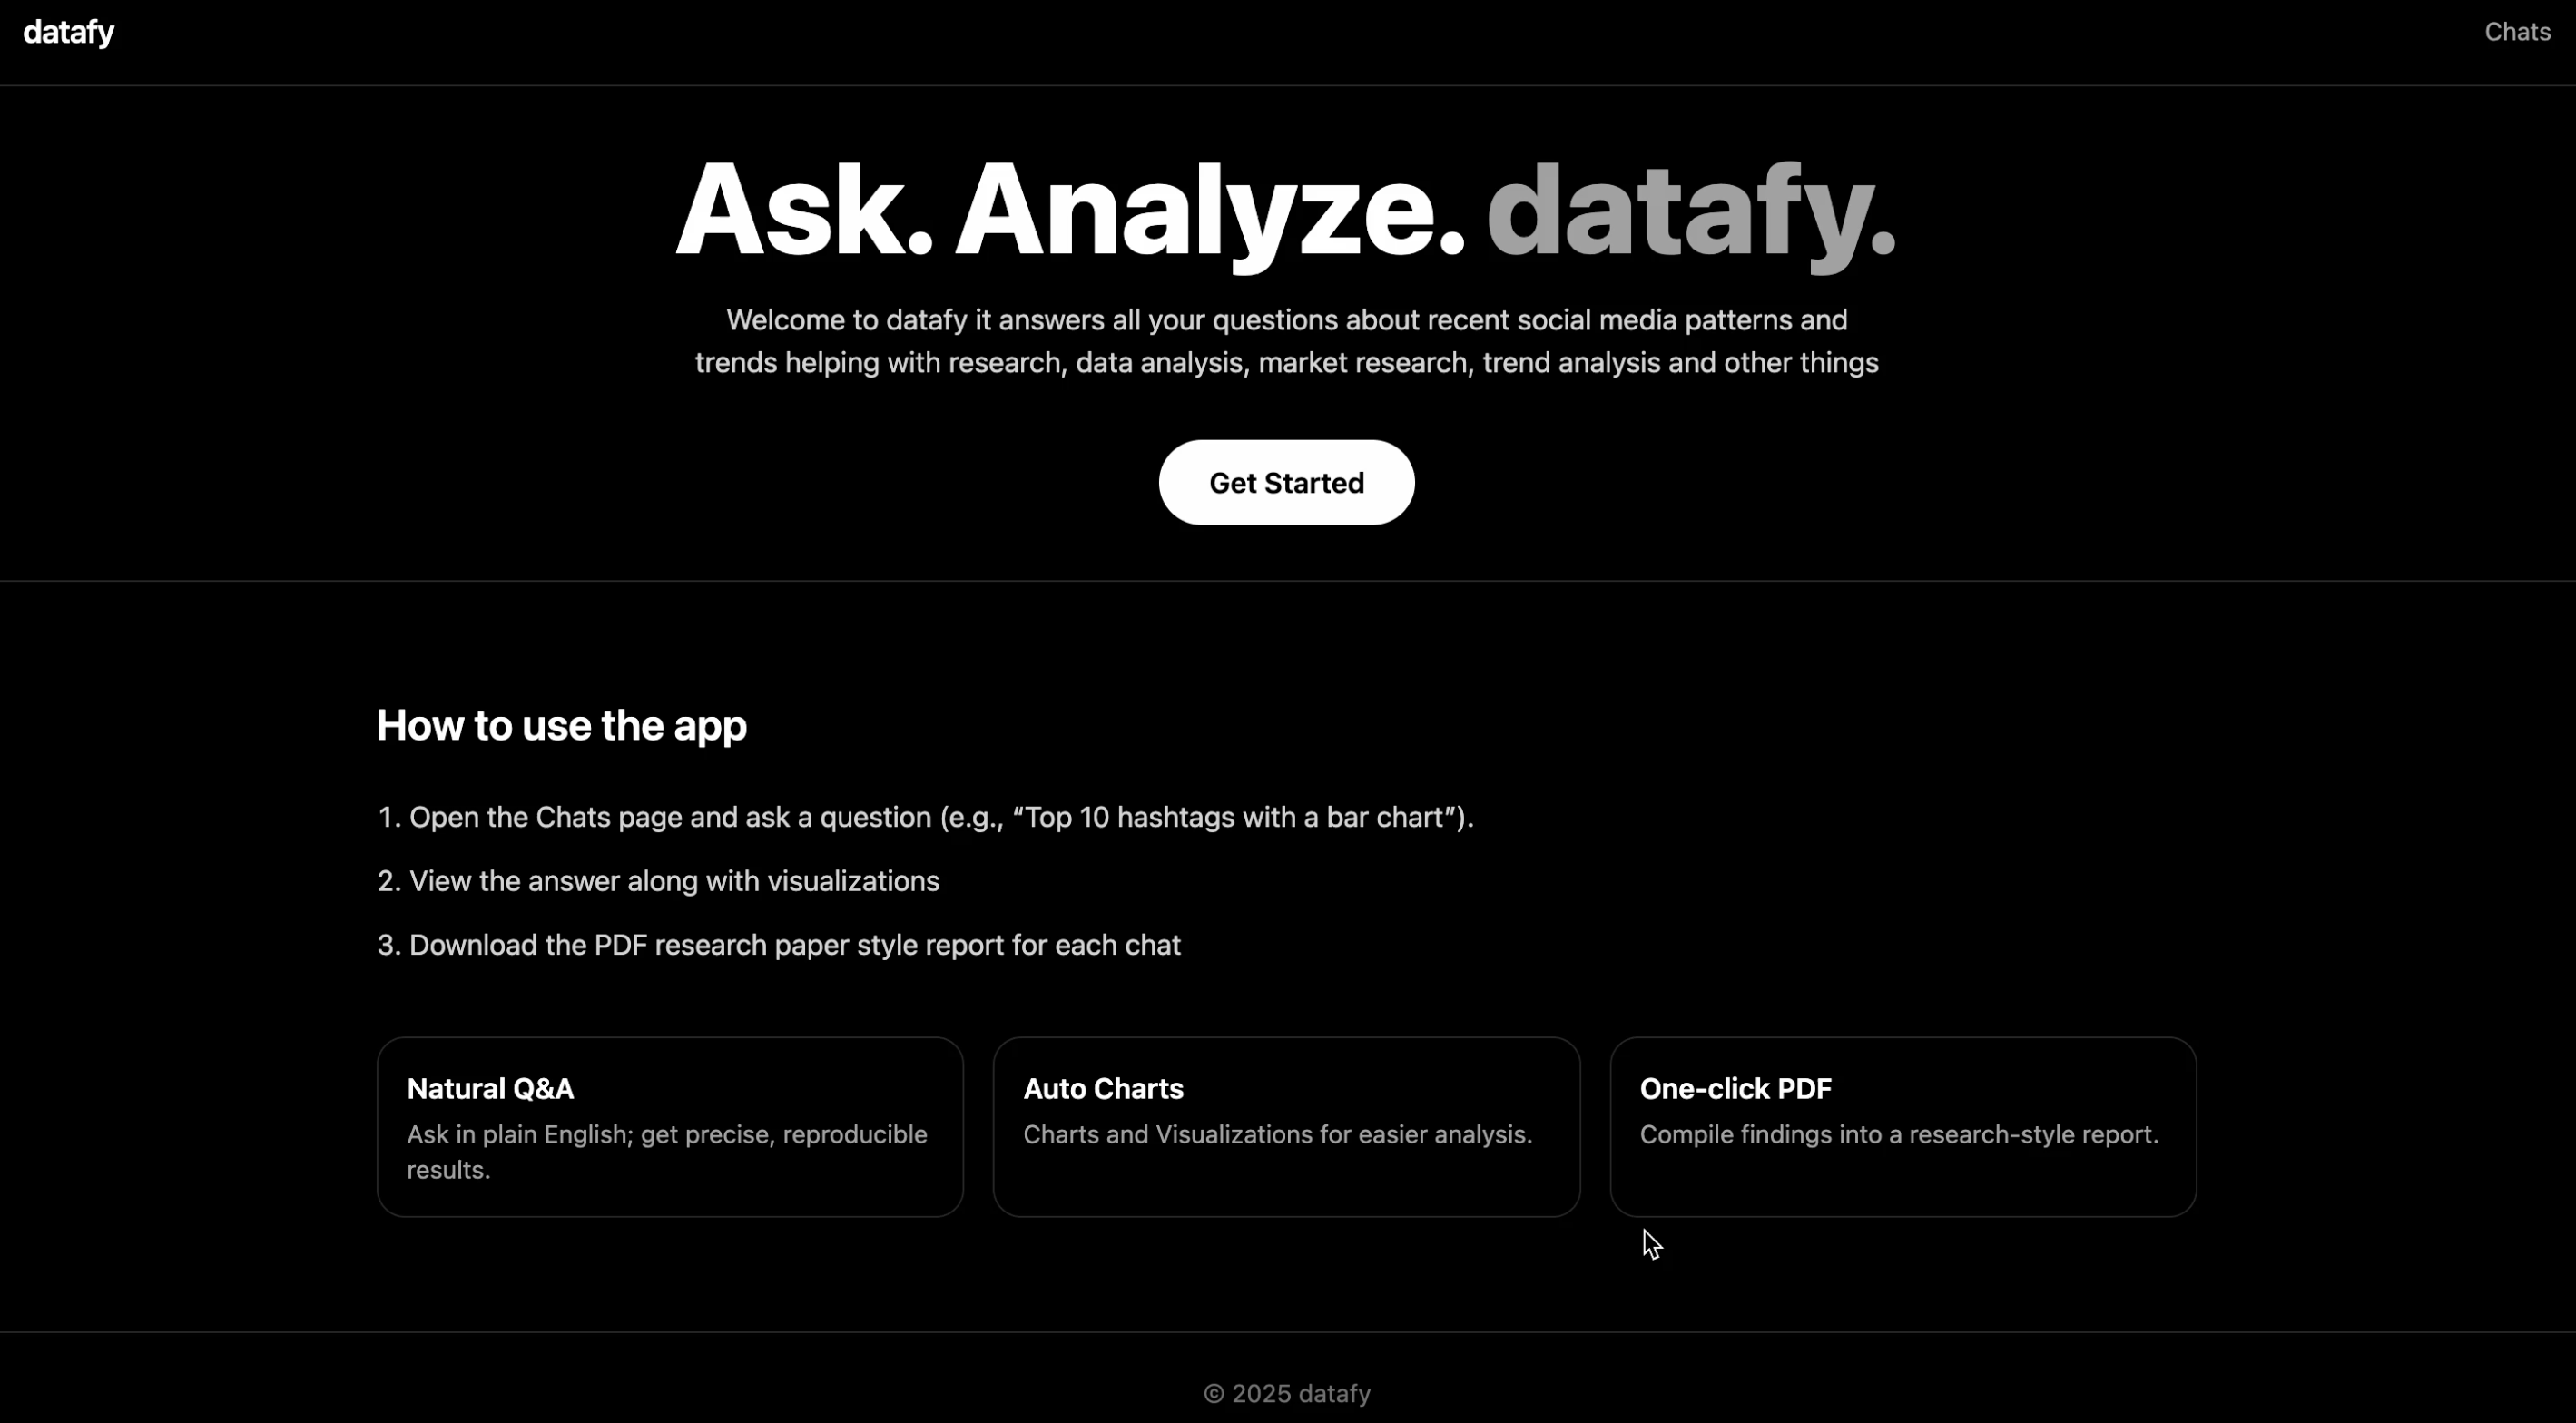 datafy
Chats
Ask. Analyze. datafy.
Welcome to datafy it answers all your questions about recent social media patterns and
trends helping with research, data analysis, market research, trend analysis and other things
Get Started
How to use the app
1. Open the Chats page and ask a question (e.g., “Top 10 hashtags with a bar chart”).
2. View the answer along with visualizations
3. Download the PDF research paper style report for each chat
Natural Q&A
Ask in plain English; get precise, reproducible
results.
Auto Charts
Charts and Visualizations for easier analysis.
One-click PDF
Compile findings into a research-style report.
© 2025 datafy